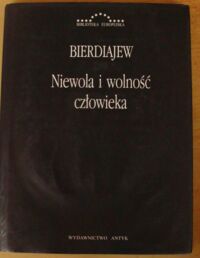 BIBLIOTEKA EUROPEJSKA
BIERDIAJEW
Niewola i wolność
człowieka
WYDAWNICTWO ANTYK